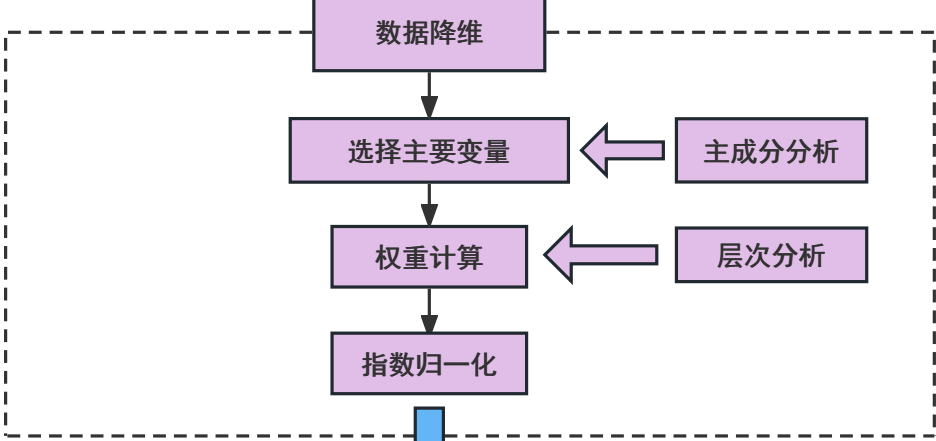 数据降维
选择主要变量
主成分分析
权重计算
层次分析
指数归一化